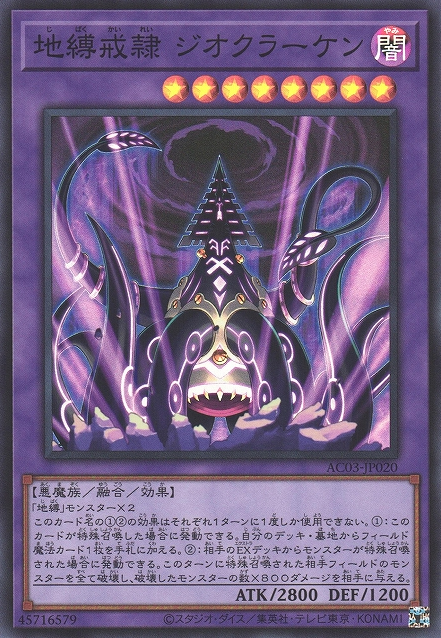 地縛戒隷 ジオクラーケン
闇
AC03-JP020
【悪魔族／融合／効果】
「地縛」モンスター×2
このカード名の①②の効果はそれぞれ1ターンに1度しか使用できない。①：この
カードが特殊召喚した場合に発動できる。自分のデッキ・墓地からフィールド
魔法カード1枚を手札に加える。②：相手のEXデッキからモンスターが特殊召喚
された場合に発動できる。このターンに特殊召喚された相手フィールドのモン
スターを全て破壊し、破壊したモンスターの数×800ダメージを相手に与える。
ATK/2800 DEF/1200
45716579
©スタジオ・ダイス／集英社・テレビ東京・KONAMI